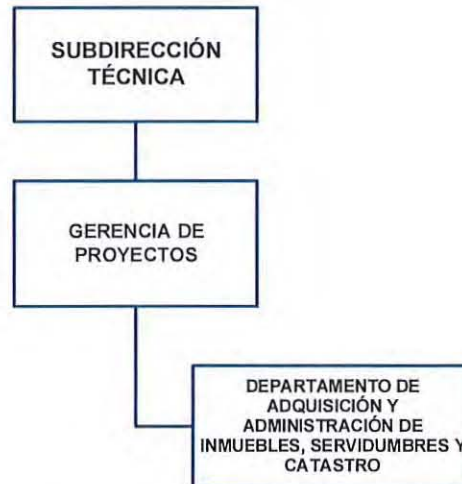 SUBDIRECCIÓN
TÉCNICA
GERENCIA DE
PROYECTOS
DEPARTAMENTO DE
ADQUISICIÓN Y
ADMINISTRACIÓN DE
INMUEBLES, SERVIDUMBRES Y
CATASTRO